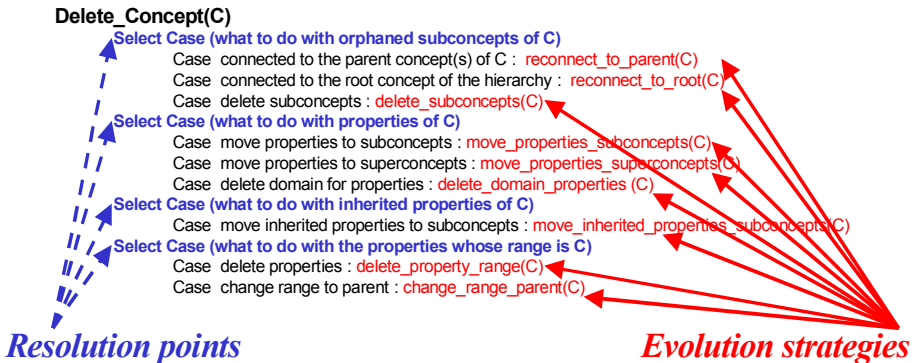 Delete_Concept(C)
Select Case (what to do with orphaned subconcepts of C)
Case connected to the parent concept(s) of C : reconnect_to_parent(C)
Case connected to the root concept of the hierarchy : reconnect_to_root(C)
Case delete subconcepts : delete_subconcepts(C)
Select Case (what to do with properties of C)
Case move properties to subconcepts : move_properties_subconcepts(C)
Case move properties to superconcepts : move_properties_superconcepts(C)
Case delete domain for properties : delete_domain_properties (C)
Select Case (what to do with inherited properties of C)
Case move inherited properties to subconcepts : move_inherited_properties_subconcepts(C)
Select Case (what to do with the properties whose range is C)
Case delete properties : delete_property_range(C)
Case change range to parent : change_range_parent(C)
Resolution points
Evolution strategies